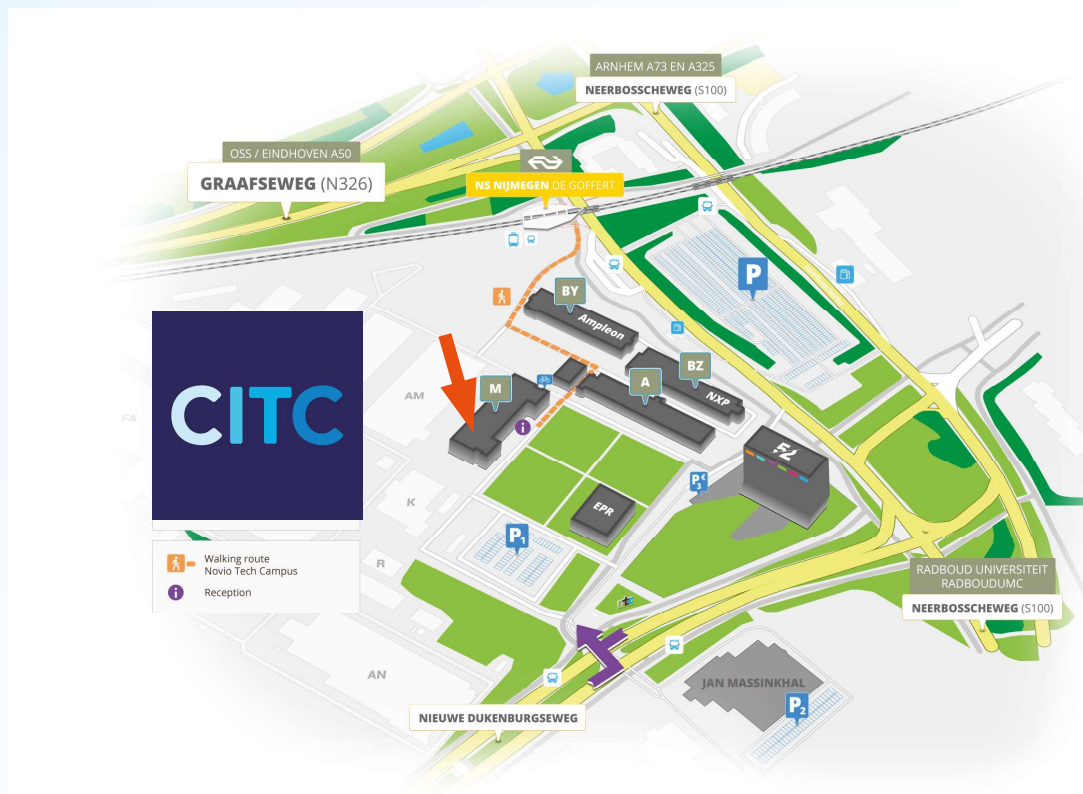 ARNHEM A73 EN A325
NEERBOSSCHEWEG (S100)
OSS / EINDHOVEN A50
GRAAFSEWEG (N326)
NS NIJMEGEN DE GOFFERT
P
BY
Ampleon
BZ
NXP
A
M
i
AM
FA
CITC
52
P3€
K
EPR
P1
Walking route
Novio Tech Campus
i
Reception
R
RADBOUD UNIVERSITEIT
RADBOUDUMC
NEERBOSSCHEWEG (S100)
AN
JAN MASSINKHAL
P2
NIEUWE DUKENBURGSEWEG